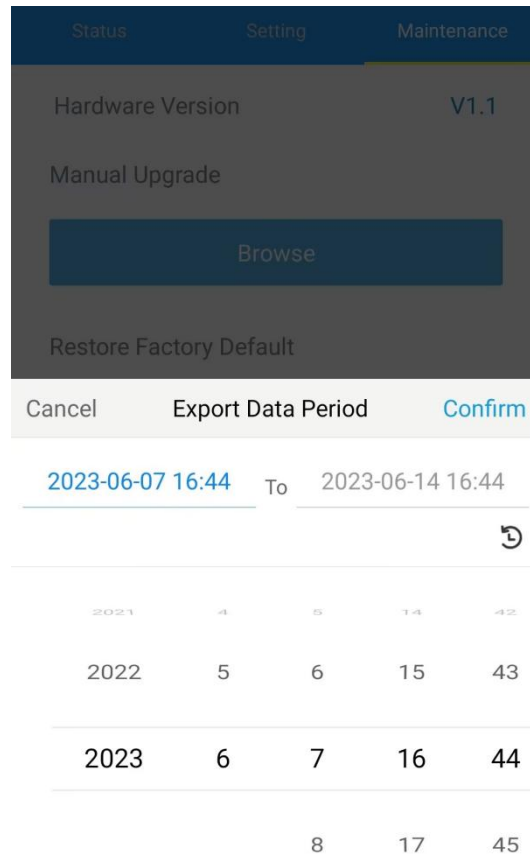 Status Setting Maintenance
Hardware Version V1.1
Manual Upgrade
Browse
Restore Factory Default
Cancel Export Data Period Confirm
2023-06-07 16:44 To 2023-06-14 16:44
2021 4 5 14 42
2022 5 6 15 43
2023 6 7 16 44
8 17 45